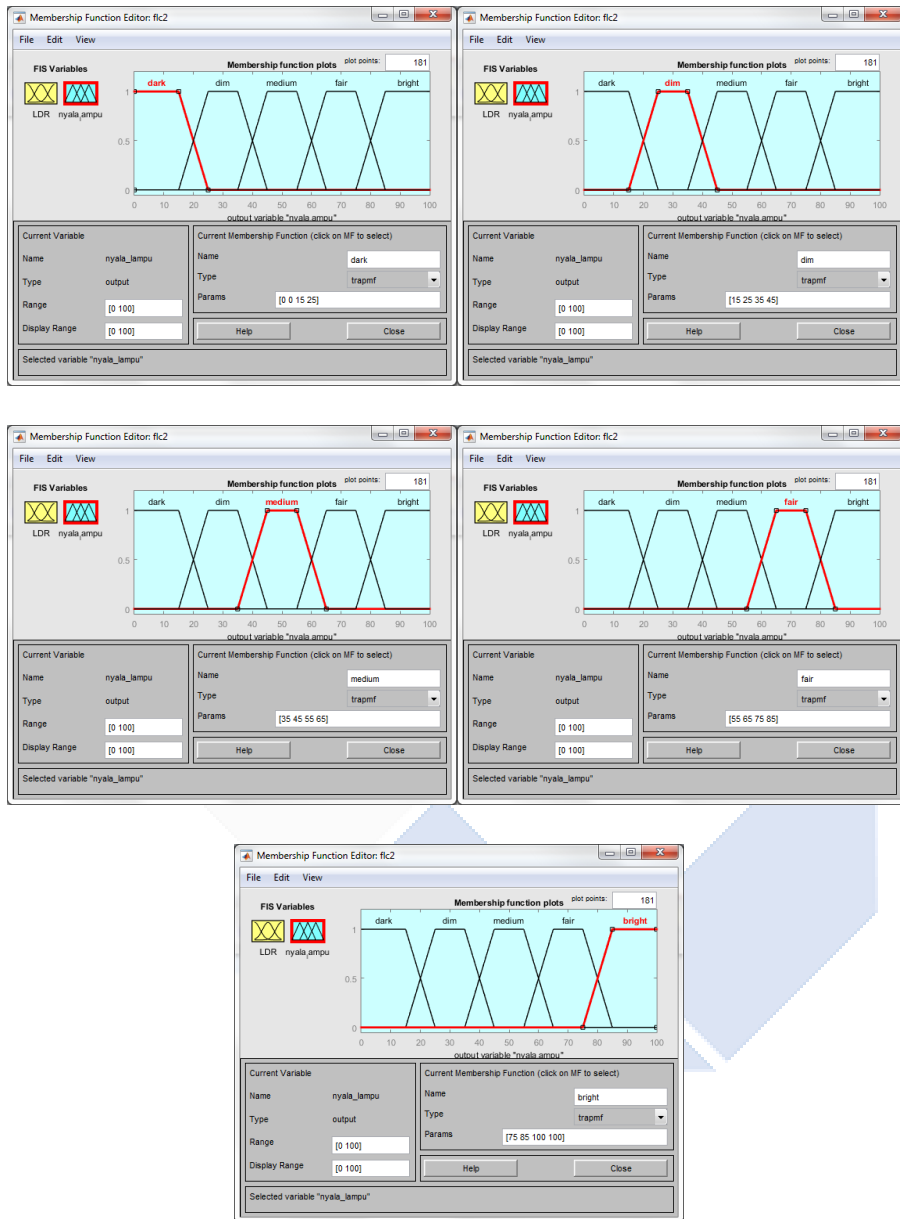 Membership Function Editor: flc2
File Edit View
FIS Variables
LDR nyala_lampu
Membership function plots plot points: 181
dark dim medium fair bright
1
0.5
0
0 10 20 30 40 50 60 70 80 90 100
output variable "nyala_lampu"
Current Variable
Name nyala_lampu
Type output
Range [0 100]
Display Range [0 100]
Current Membership Function (click on MF to select)
Name dark
Type trapmf
Params [0 0 15 25]
Help Close
Selected variable "nyala_lampu"
Membership Function Editor: flc2
File Edit View
FIS Variables
LDR nyala_lampu
Membership function plots plot points: 181
dark dim medium fair bright
1
0.5
0
0 10 20 30 40 50 60 70 80 90 100
output variable "nyala_lampu"
Current Variable
Name nyala_lampu
Type output
Range [0 100]
Display Range [0 100]
Current Membership Function (click on MF to select)
Name dim
Type trapmf
Params [15 25 35 45]
Help Close
Selected variable "nyala_lampu"
Membership Function Editor: flc2
File Edit View
FIS Variables
LDR nyala_lampu
Membership function plots plot points: 181
dark dim medium fair bright
1
0.5
0
0 10 20 30 40 50 60 70 80 90 100
output variable "nyala_lampu"
Current Variable
Name nyala_lampu
Type output
Range [0 100]
Display Range [0 100]
Current Membership Function (click on MF to select)
Name medium
Type trapmf
Params [35 45 55 65]
Help Close
Selected variable "nyala_lampu"
Membership Function Editor: flc2
File Edit View
FIS Variables
LDR nyala_lampu
Membership function plots plot points: 181
dark dim medium fair bright
1
0.5
0
0 10 20 30 40 50 60 70 80 90 100
output variable "nyala_lampu"
Current Variable
Name nyala_lampu
Type output
Range [0 100]
Display Range [0 100]
Current Membership Function (click on MF to select)
Name fair
Type trapmf
Params [55 65 75 85]
Help Close
Selected variable "nyala_lampu"
Membership Function Editor: flc2
File Edit View
FIS Variables
LDR nyala_lampu
Membership function plots plot points: 181
dark dim medium fair bright
1
0.5
0
0 10 20 30 40 50 60 70 80 90 100
output variable "nyala_lampu"
Current Variable
Name nyala_lampu
Type output
Range [0 100]
Display Range [0 100]
Current Membership Function (click on MF to select)
Name bright
Type trapmf
Params [75 85 100 100]
Help Close
Selected variable "nyala_lampu"